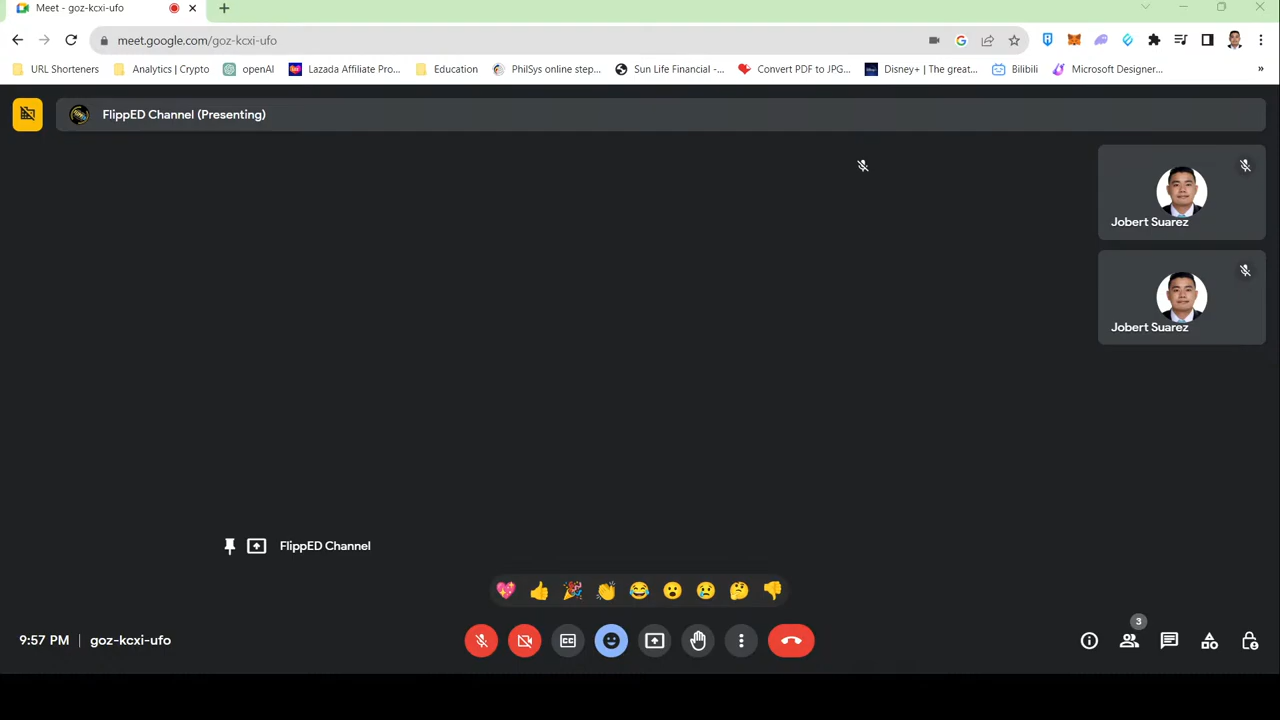 Meet - goz-kcxi-ufo
meet.google.com/goz-kcxi-ufo
URL Shorteners
Analytics | Crypto
openAI
Lazada Affiliate Pro...
Education
PhilSys online step...
Sun Life Financial -...
Convert PDF to JPG...
Disney+ | The great...
Bilibili
Microsoft Designer...
»
FlippED Channel (Presenting)
Jobert Suarez
Jobert Suarez
FlippED Channel
9:57 PM | goz-kcxi-ufo
CC
3